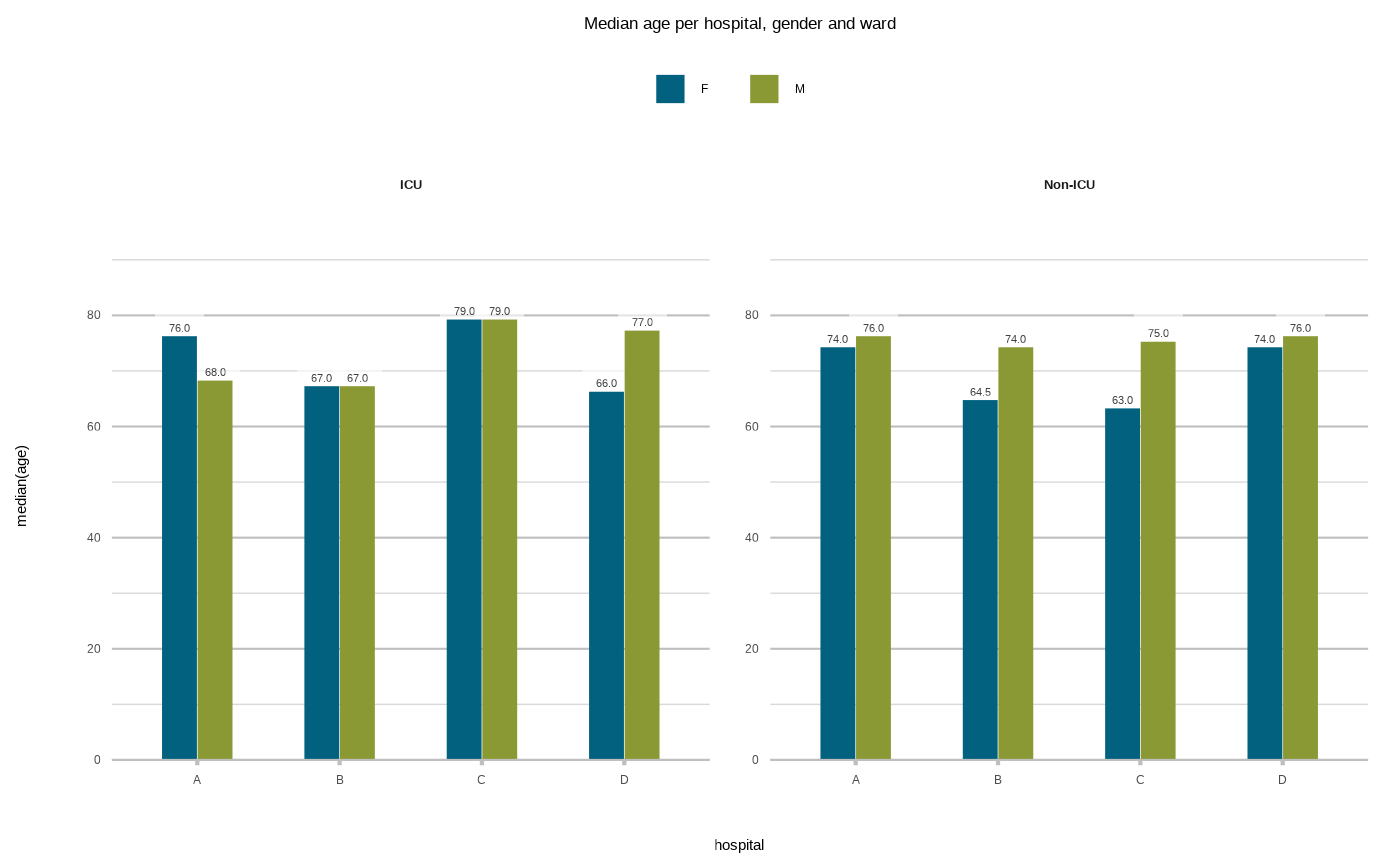 Median age per hospital, gender and ward
F M
ICU
Non-ICU
median(age)
80
60
40
20
0
76.0 68.0 67.0 67.0 79.0 79.0 66.0 77.0
A B C D
80
60
40
20
0
74.0 76.0 64.5 74.0 63.0 75.0 74.0 76.0
A B C D
hospital